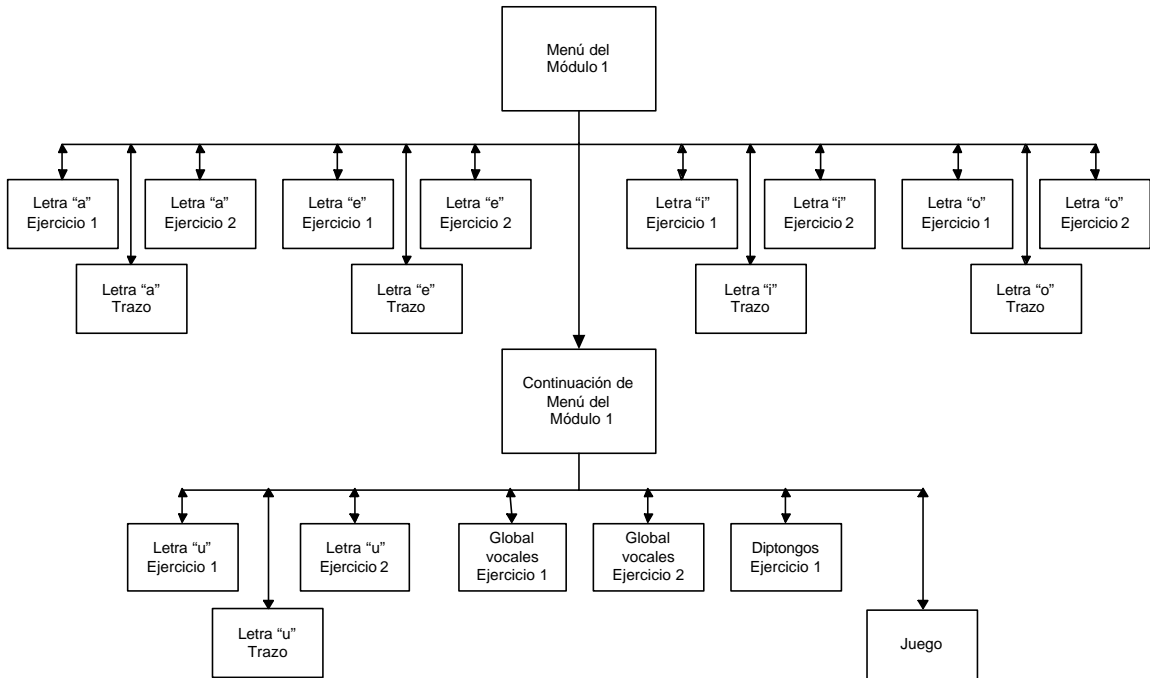 Menú del
Módulo 1
Letra “a”
Ejercicio 1
Letra “a”
Ejercicio 2
Letra “e”
Ejercicio 1
Letra “e”
Ejercicio 2
Letra “i”
Ejercicio 1
Letra “i”
Ejercicio 2
Letra “o”
Ejercicio 1
Letra “o”
Ejercicio 2
Letra “a”
Trazo
Letra “e”
Trazo
Letra “i”
Trazo
Letra “o”
Trazo
Continuación de
Menú del
Módulo 1
Letra “u”
Ejercicio 1
Letra “u”
Ejercicio 2
Global
vocales
Ejercicio 1
Global
vocales
Ejercicio 2
Diptongos
Ejercicio 1
Letra “u”
Trazo
Juego